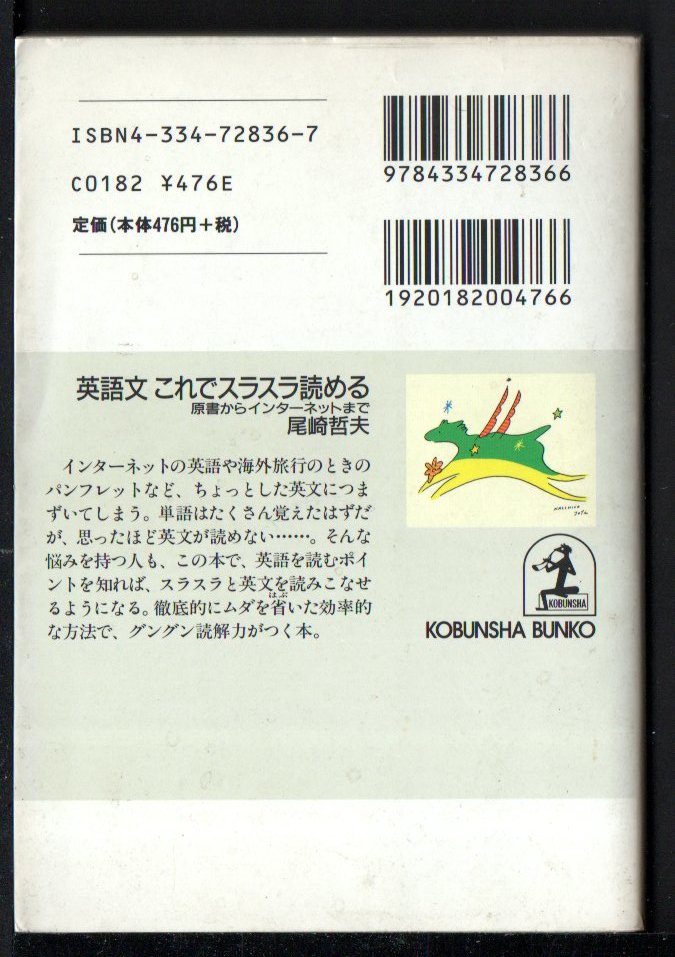 ISBN4-334-72836-7
C0182 ¥476E
定価(本体476円+税)
9784334728366
1920182004766
英語文 これでスラスラ読める
原書からインターネットまで
尾崎哲夫
インターネットの英語や海外旅行のときの
パンフレットなど、ちょっとした英文につま
ずいてしまう。単語はたくさん覚えたはずだ
が、思ったほど英文が読めない……。そんな
悩みを持つ人も、この本で、英語を読むポイ
ントを知れば、スラスラと英文を読みこなせ
るようになる。徹底的にムダを省いた効率的
はぶ
な方法で、グングン読解力がつく本。
KOBUNSHA
KOBUNSHA BUNKO